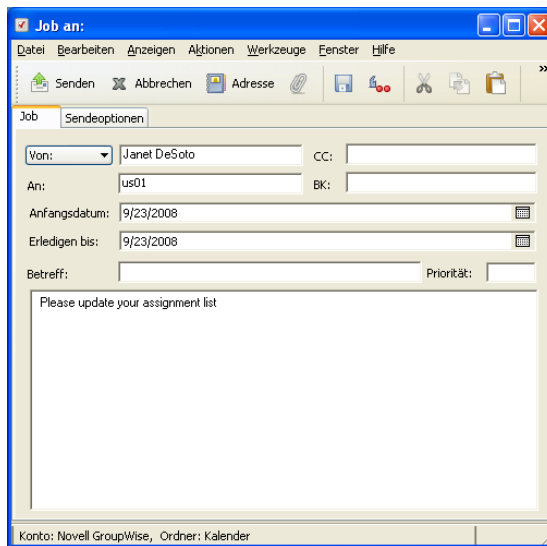 Job an:
Datei Bearbeiten Anzeigen Aktionen Werkzeuge Fenster Hilfe
Senden Abbrechen Adresse »
Job Sendeoptionen
Von: Janet DeSoto CC:
An: us01 BK:
Anfangsdatum: 9/23/2008
Erledigen bis: 9/23/2008
Betreff: Priorität:
Please update your assignment list
Konto: Novell GroupWise, Ordner: Kalender